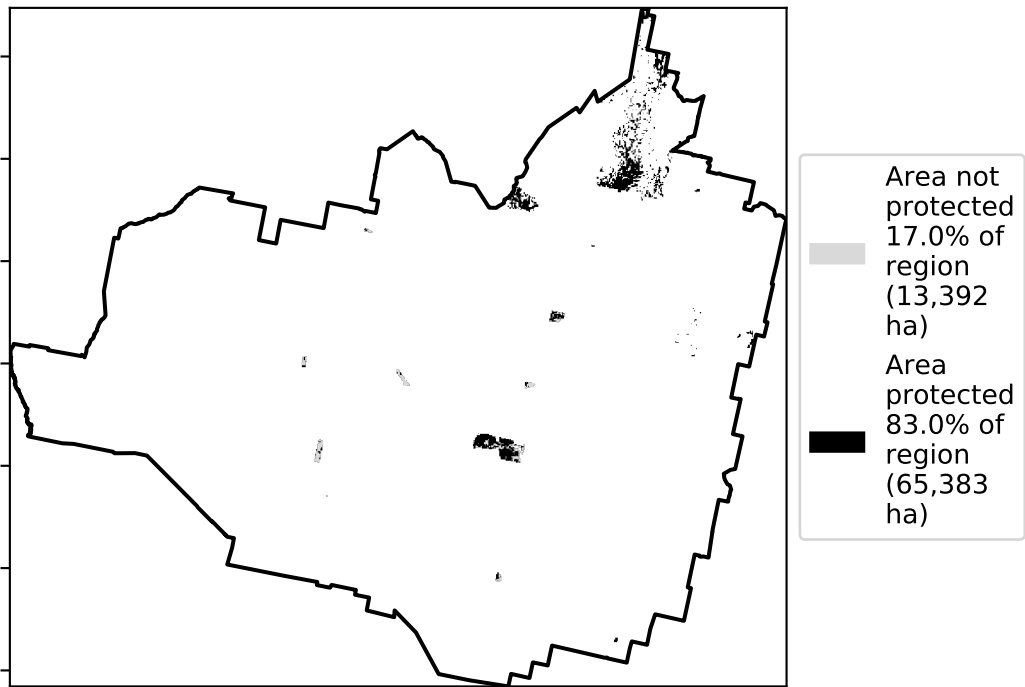 Area not
protected
17.0% of
region
(13,392
ha)
Area
protected
83.0% of
region
(65,383
ha)